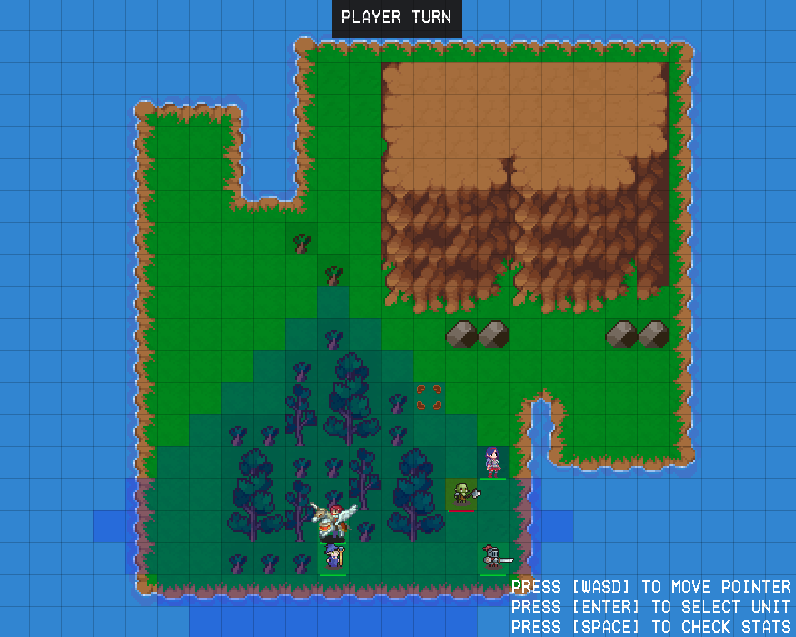 PLAYER TURN
PRESS [WASD] TO MOVE POINTER
PRESS [ENTER] TO SELECT UNIT
PRESS [SPACE] TO CHECK STATS